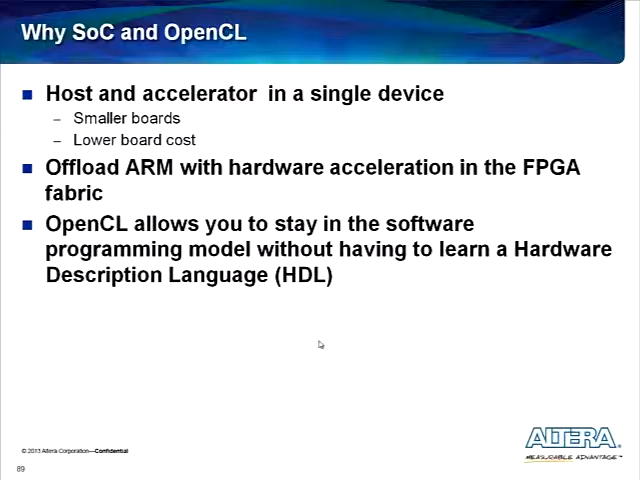 Why SoC and OpenCL
■ Host and accelerator in a single device
– Smaller boards
– Lower board cost
■ Offload ARM with hardware acceleration in the FPGA
fabric
■ OpenCL allows you to stay in the software
programming model without having to learn a Hardware
Description Language (HDL)
© 2013 Altera Corporation—Confidential
ALTERA®
MEASURABLE ADVANTAGE™
89